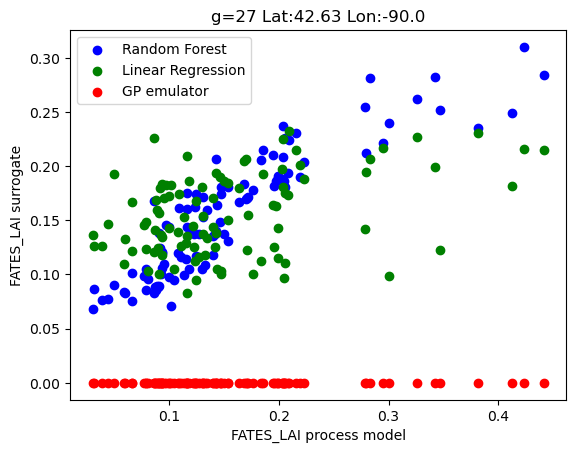 g=27 Lat:42.63 Lon:-90.0
Random Forest
Linear Regression
GP emulator
FATES_LAI surrogate
0.30
0.25
0.20
0.15
0.10
0.05
0.00
0.1 0.2 0.3 0.4
FATES_LAI process model